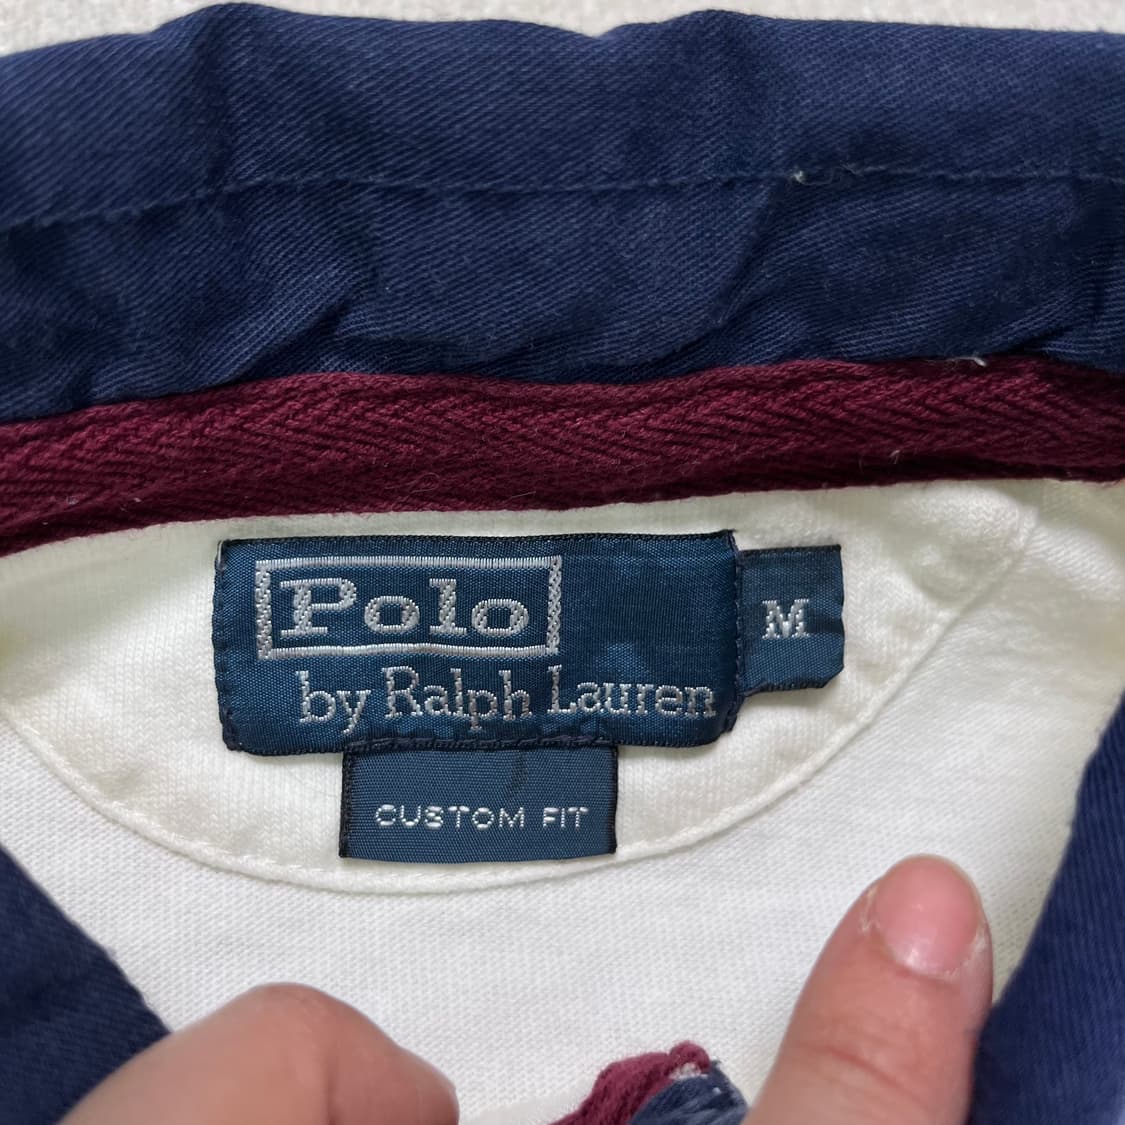 Polo
by Ralph Lauren
M
CUSTOM FIT